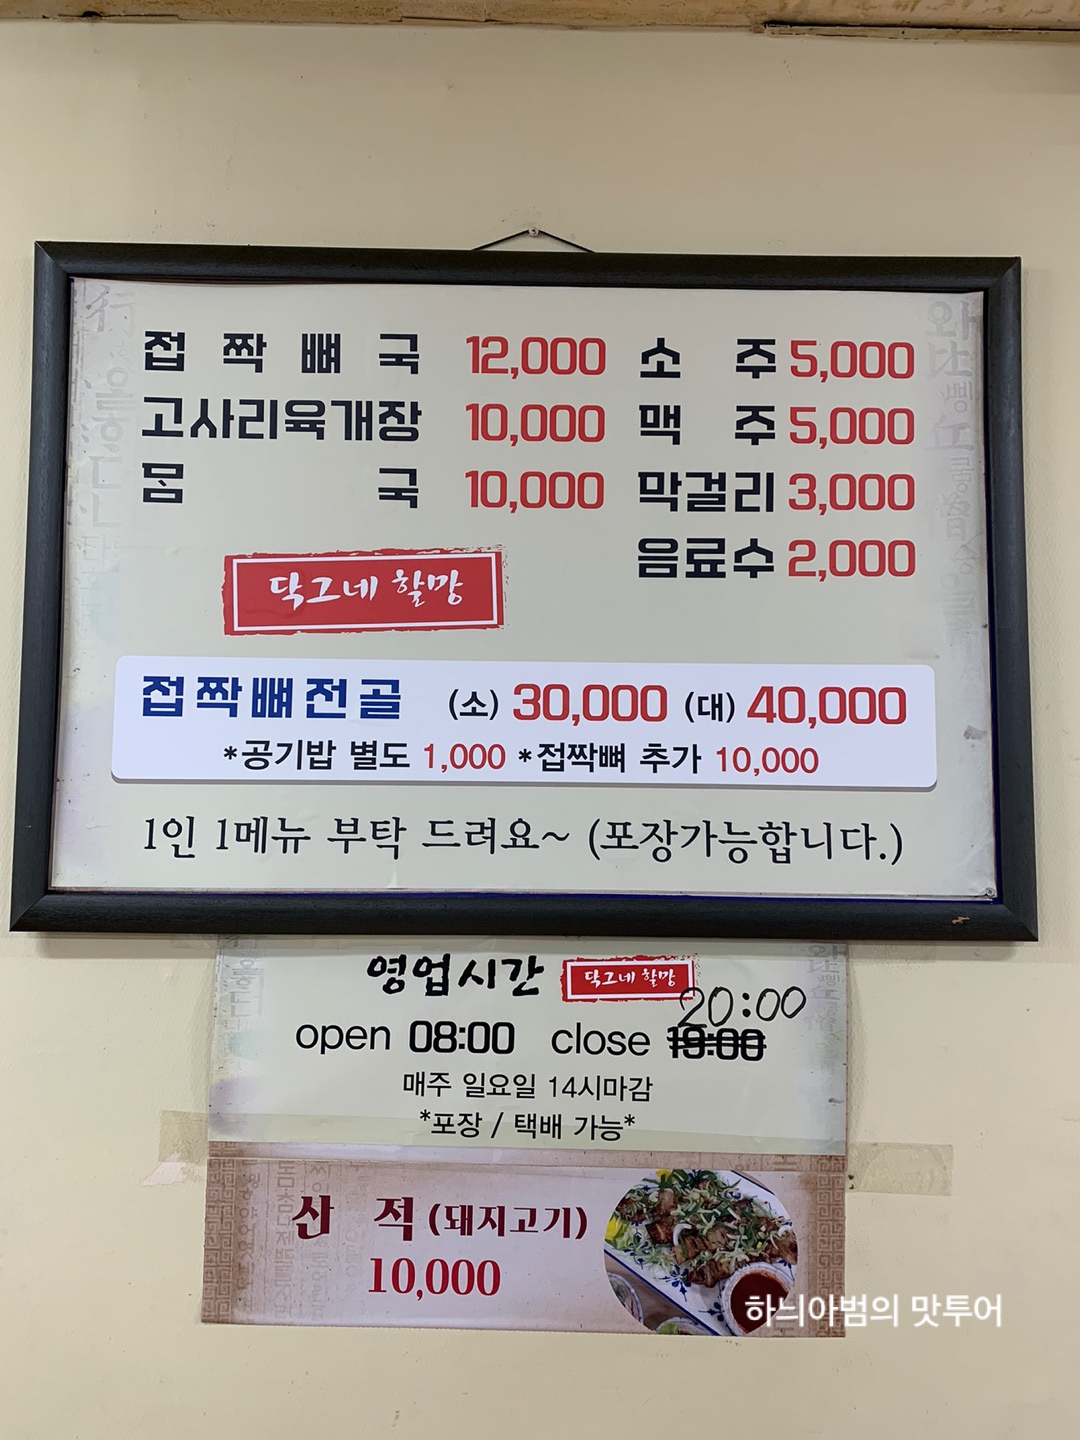 접짝뼈국 12,000 소주 5,000
고사리육개장 10,000 맥주 5,000
몸국 10,000 막걸리 3,000
음료수 2,000
닥그네 할망
접짝뼈전골 (소) 30,000 (대) 40,000
*공기밥 별도 1,000 *접짝뼈 추가 10,000
1인 1메뉴 부탁 드려요~ (포장가능합니다.)
영업시간 닥그네 할망
20:00
open 08:00 close 19:00
매주 일요일 14시마감
*포장 / 택배 가능*
산적 (돼지고기)
10,000
하늬아범의 맛투어